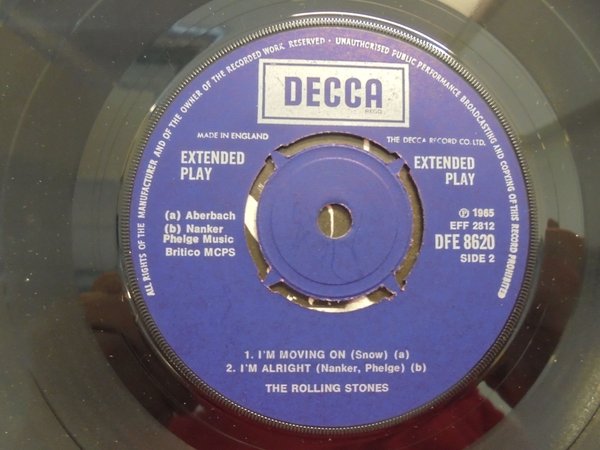 ALL RIGHTS OF THE MANUFACTURER AND OF THE OWNER OF THE RECORDED WORK RESERVED · UNAUTHORISED PUBLIC PERFORMANCE BROADCASTING AND COPYING OF THIS RECORD PROHIBITED
DECCA
REGD
MADE IN ENGLAND
THE DECCA RECORD CO. LTD.
EXTENDED
PLAY
EXTENDED
PLAY
(a) Aberbach
(b) Nanker
Phelge Music
Britico MCPS
℗ 1965
EFF 2812
DFE 8620
SIDE 2
1. I'M MOVING ON (Snow) (a)
2. I'M ALRIGHT (Nanker, Phelge) (b)
THE ROLLING STONES